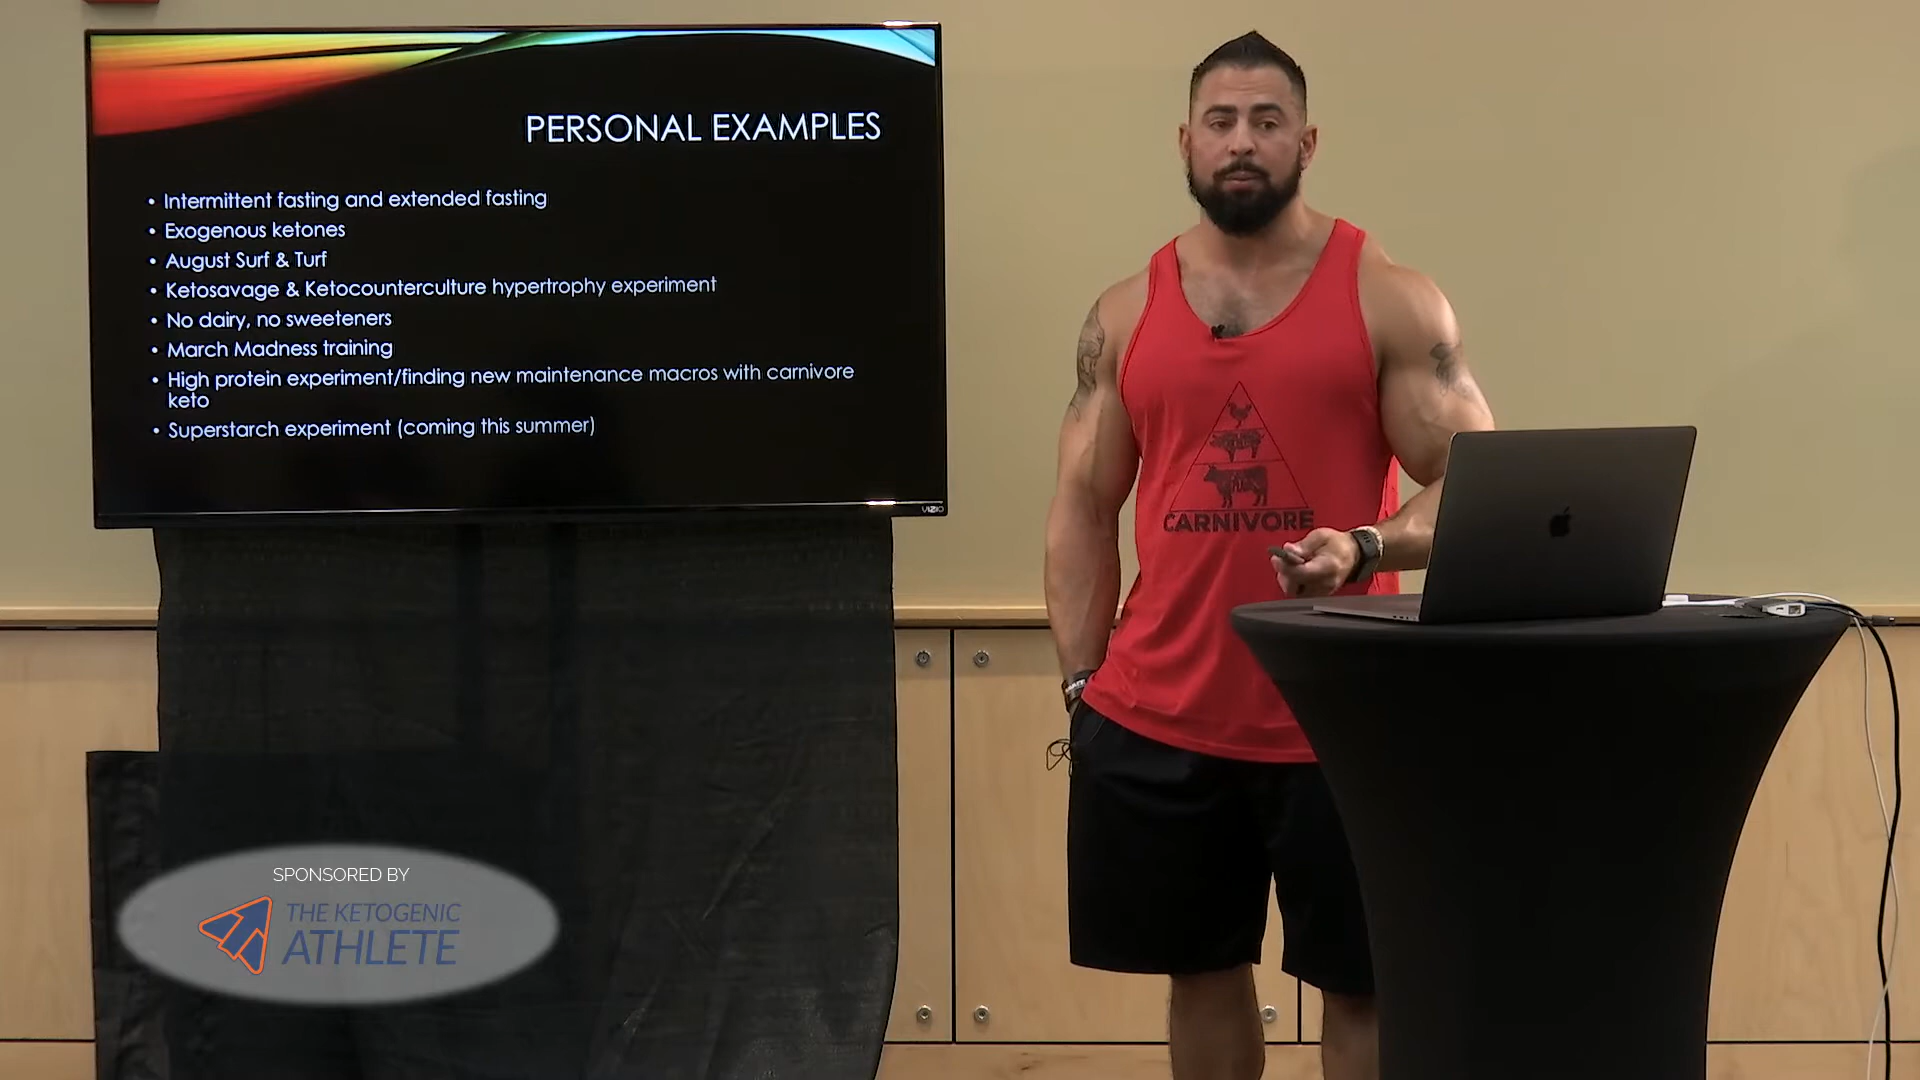 PERSONAL EXAMPLES
• Intermittent fasting and extended fasting
• Exogenous ketones
• August Surf & Turf
• Ketosavage & Ketocounterculture hypertrophy experiment
• No dairy, no sweeteners
• March Madness training
• High protein experiment/finding new maintenance macros with carnivore
keto
• Superstarch experiment (coming this summer)
VIZIO
CARNIVORE
SPONSORED BY
THE KETOGENIC
ATHLETE